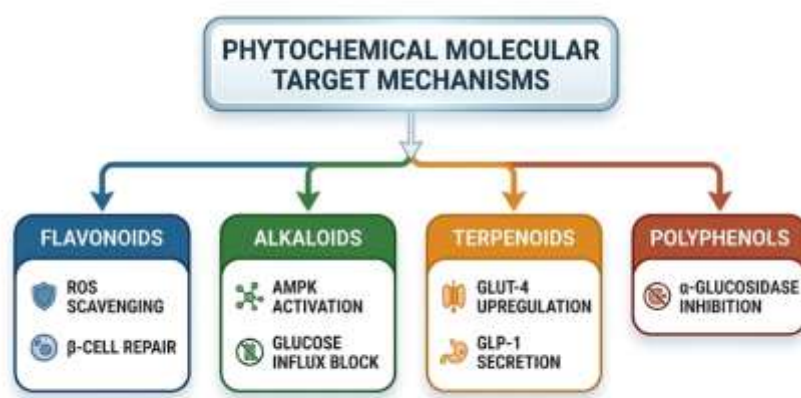 PHYTOCHEMICAL MOLECULAR
TARGET MECHANISMS
FLAVONOIDS
ROS
SCAVENGING
β-CELL REPAIR
ALKALOIDS
AMPK
ACTIVATION
GLUCOSE
INFLUX BLOCK
TERPENOIDS
GLUT-4
UPREGULATION
GLP-1
SECRETION
POLYPHENOLS
α-GLUCOSIDASE
INHIBITION